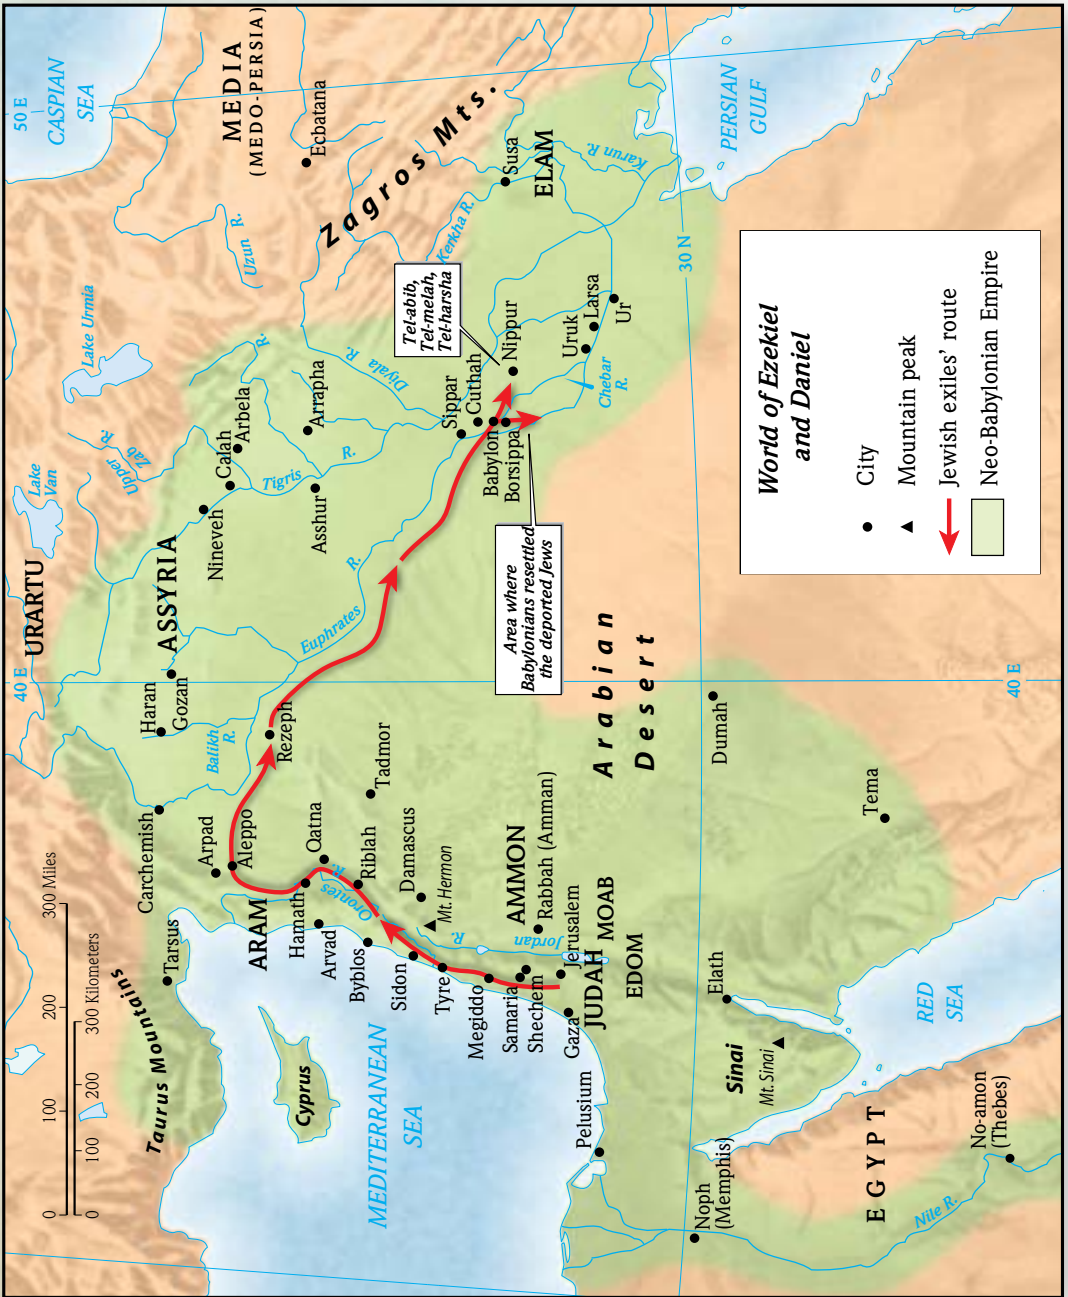 World of Ezekiel
and Daniel
City
Mountain peak
Jewish exiles' route
Neo-Babylonian Empire
0 100 200 300 Miles
0 100 200 300 Kilometers
40 E
50 E
CASPIAN
SEA
URARTU
Lake
Van
Lake Urmia
Upper
Zab
R.
Uzun R.
MEDIA
(MEDO-PERSIA)
Ecbatana
Zagros Mts.
Taurus Mountains
Tarsus
Carchemish
Haran
Gozan
ASSYRIA
Nineveh
Calah
Arbela
R.
Arrapha
Tigris
R.
Asshur
Diyala R.
Arpad
Aleppo
Balikh
R.
Rezeph
Euphrates
R.
ARAM
Hamath
Qatna
Arvad
Orontes
R.
Riblah
Tadmor
Byblos
Cyprus
MEDITERRANEAN
SEA
Sidon
Damascus
Mt. Hermon
Tyre
Megiddo
Samaria
Shechem
Jordan
R.
AMMON
Rabbah (Amman)
Jerusalem
Gaza
JUDAH
MOAB
EDOM
Sippar
Cuthah
Babylon
Borsippa
Tel-abib,
Tel-melah,
Tel-harsha
Nippur
Kerkha R.
Susa
ELAM
Karun R.
Uruk
Larsa
Ur
Chebar
R.
Area where
Babylonians resettled
the deported Jews
Arabian
Desert
30 N
PERSIAN
GULF
Pelusium
Noph
(Memphis)
Elath
Sinai
Mt. Sinai
Dumah
Tema
RED
SEA
EGYPT
Nile R.
No-amon
(Thebes)
40 E